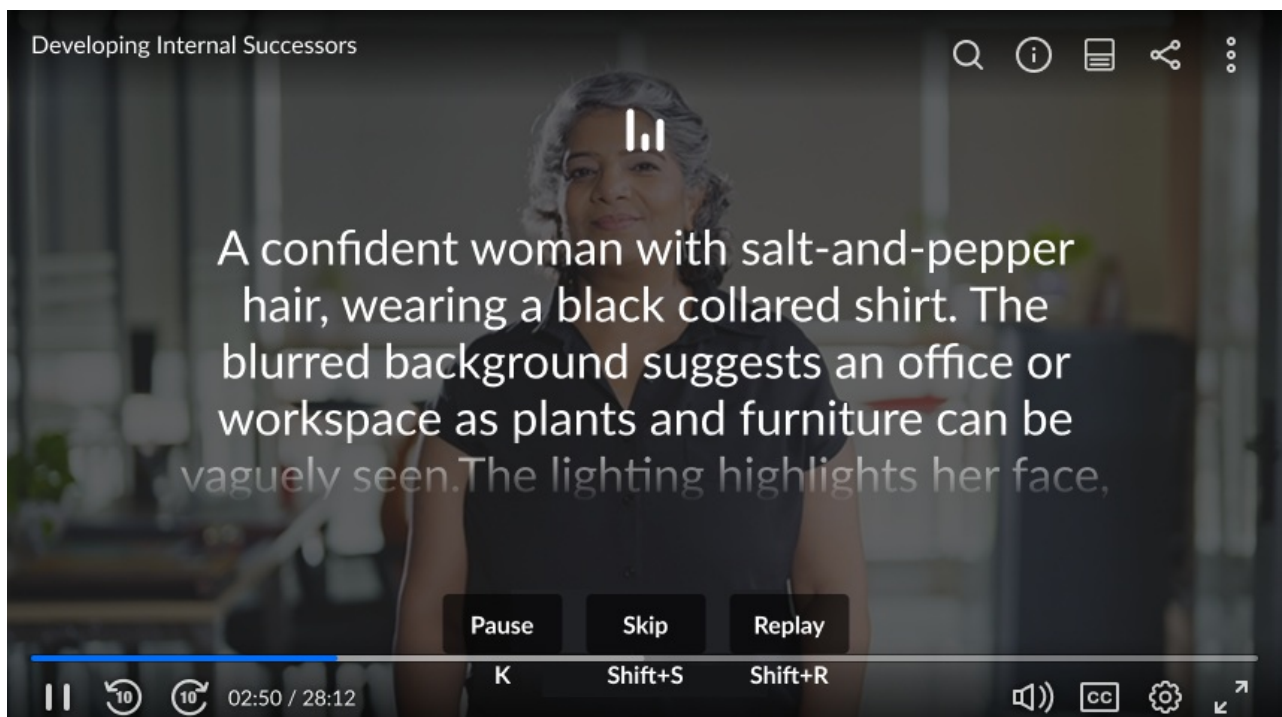 Developing Internal Successors
A confident woman with salt-and-pepper
hair, wearing a black collared shirt. The
blurred background suggests an office or
workspace as plants and furniture can be
vaguely seen.The lighting highlights her face,
Pause Skip Replay
K Shift+S Shift+R
10 10 02:50 / 28:12 CC